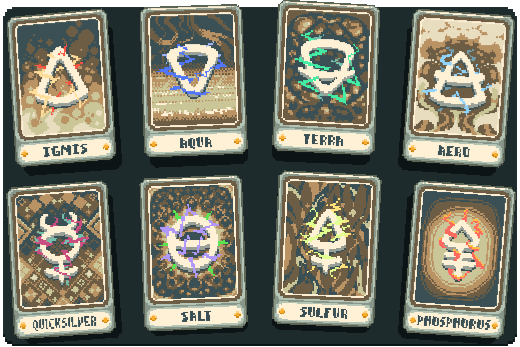 IGNIS
AQUA
TERRA
AERO
QUICKSILVER
SALT
SULFUR
PHOSPHORUS